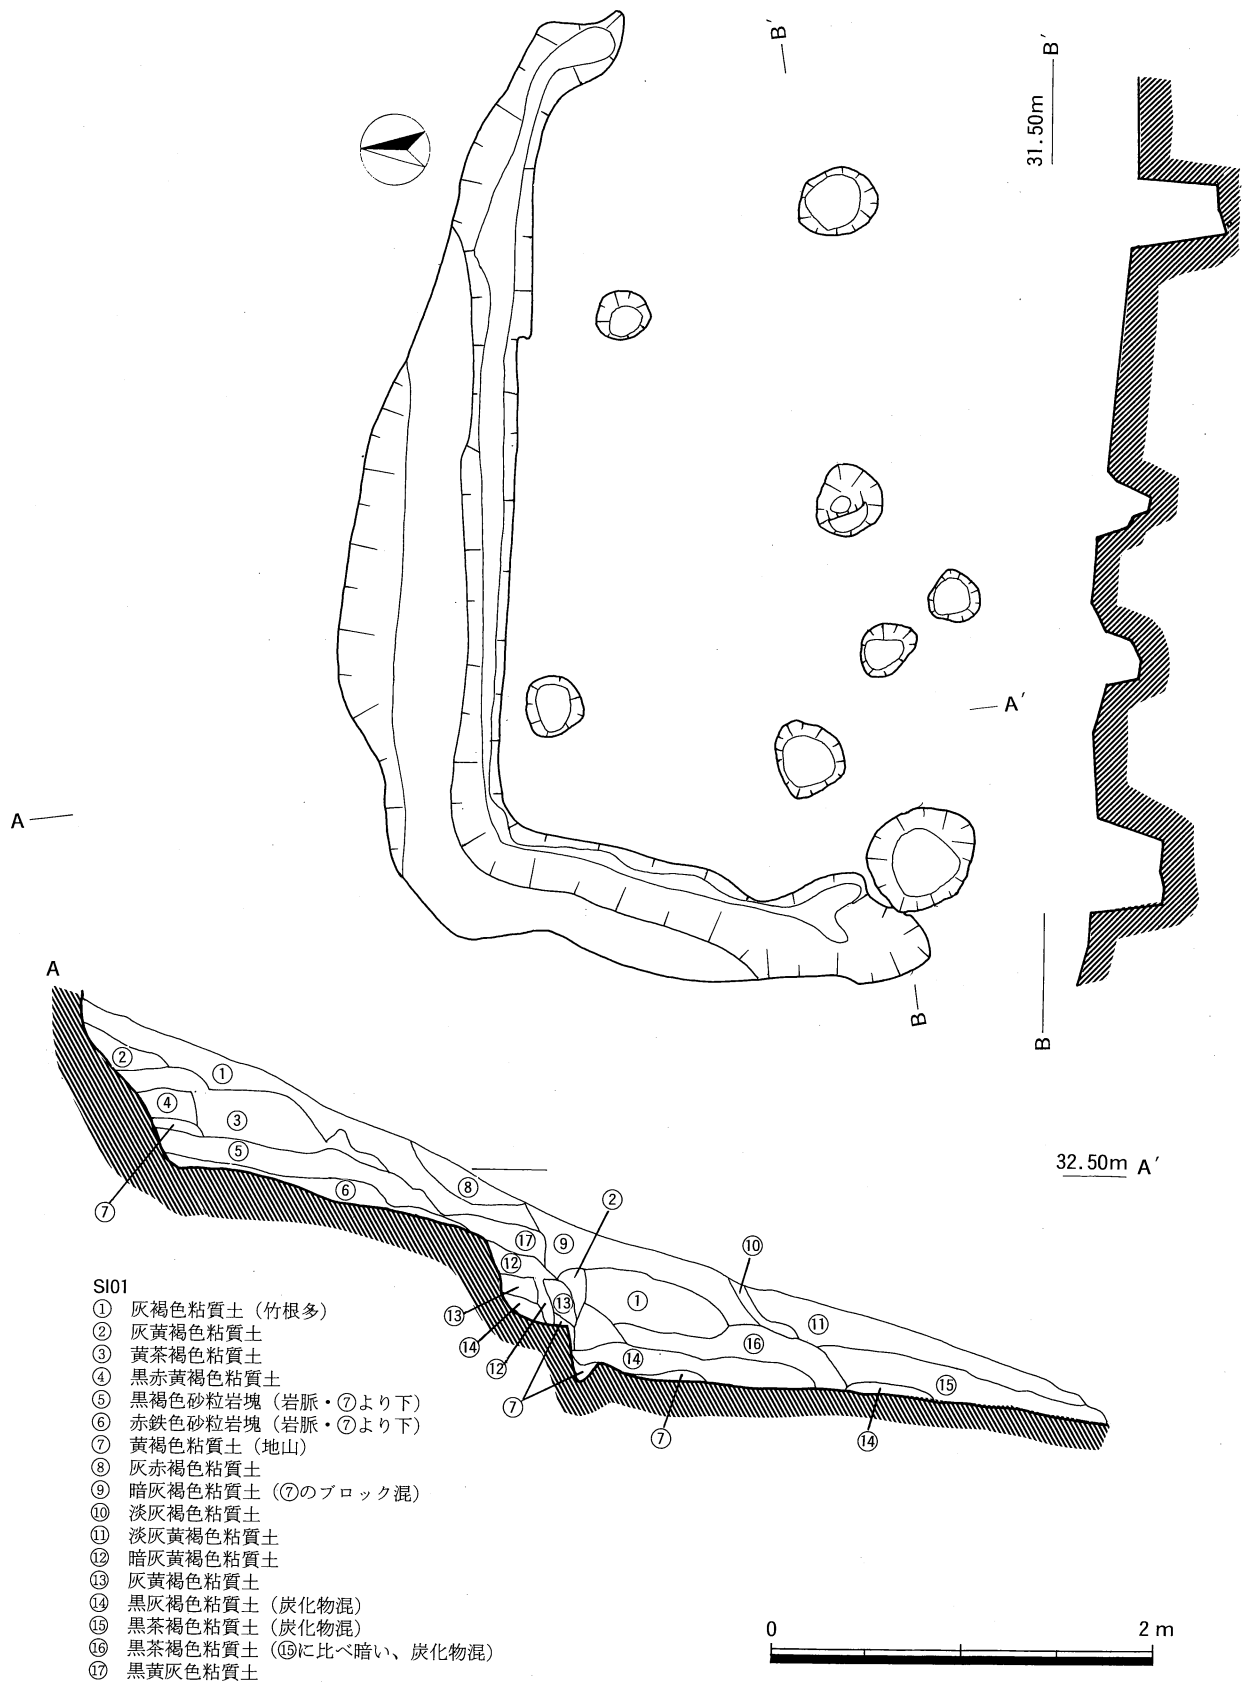 B′
B′
31.50m
A′
A
B
B
A
32.50m A′
②
①
④
③
⑤
⑥
⑦
⑧
②
⑰
⑨
⑩
⑫
⑬
①
⑪
⑯
⑬
⑭
⑭
⑮
⑫
⑦
⑦
⑭
SI01
① 灰褐色粘質土（竹根多）
② 灰黄褐色粘質土
③ 黄茶褐色粘質土
④ 黒赤黄褐色粘質土
⑤ 黒褐色砂粒岩塊（岩脈・⑦より下）
⑥ 赤鉄色砂粒岩塊（岩脈・⑦より下）
⑦ 黄褐色粘質土（地山）
⑧ 灰赤褐色粘質土
⑨ 暗灰褐色粘質土（⑦のブロック混）
⑩ 淡灰褐色粘質土
⑪ 淡灰黄褐色粘質土
⑫ 暗灰黄褐色粘質土
⑬ 灰黄褐色粘質土
⑭ 黒灰褐色粘質土（炭化物混）
⑮ 黒茶褐色粘質土（炭化物混）
⑯ 黒茶褐色粘質土（⑮に比べ暗い、炭化物混）
⑰ 黒黄灰色粘質土
0 2 m